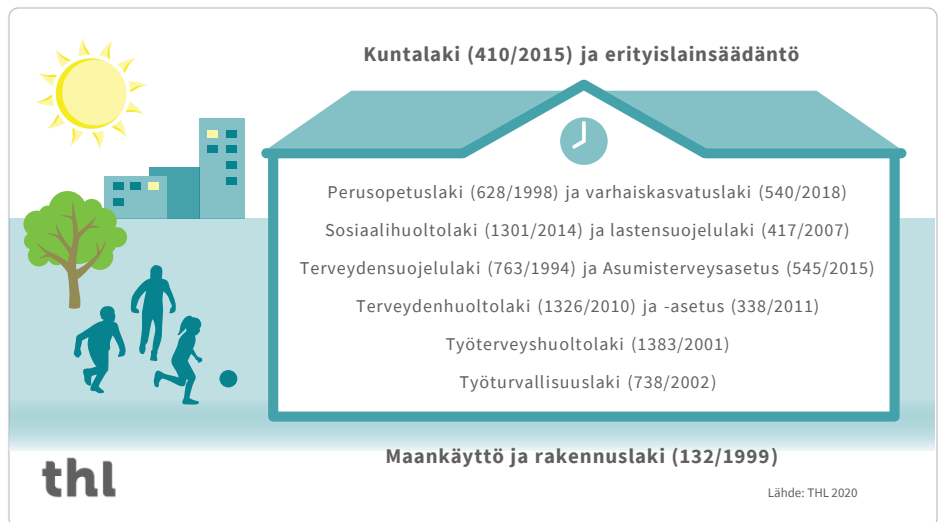 Kuntalaki (410/2015) ja erityislainsäädäntö
Perusopetuslaki (628/1998) ja varhaiskasvatuslaki (540/2018)
Sosiaalihuoltolaki (1301/2014) ja lastensuojelulaki (417/2007)
Terveydensuojelulaki (763/1994) ja Asumisterveysasetus (545/2015)
Terveydenhuoltolaki (1326/2010) ja -asetus (338/2011)
Työterveyshuoltolaki (1383/2001)
Työturvallisuuslaki (738/2002)
Maankäyttö ja rakennuslaki (132/1999)
thl
Lähde: THL 2020